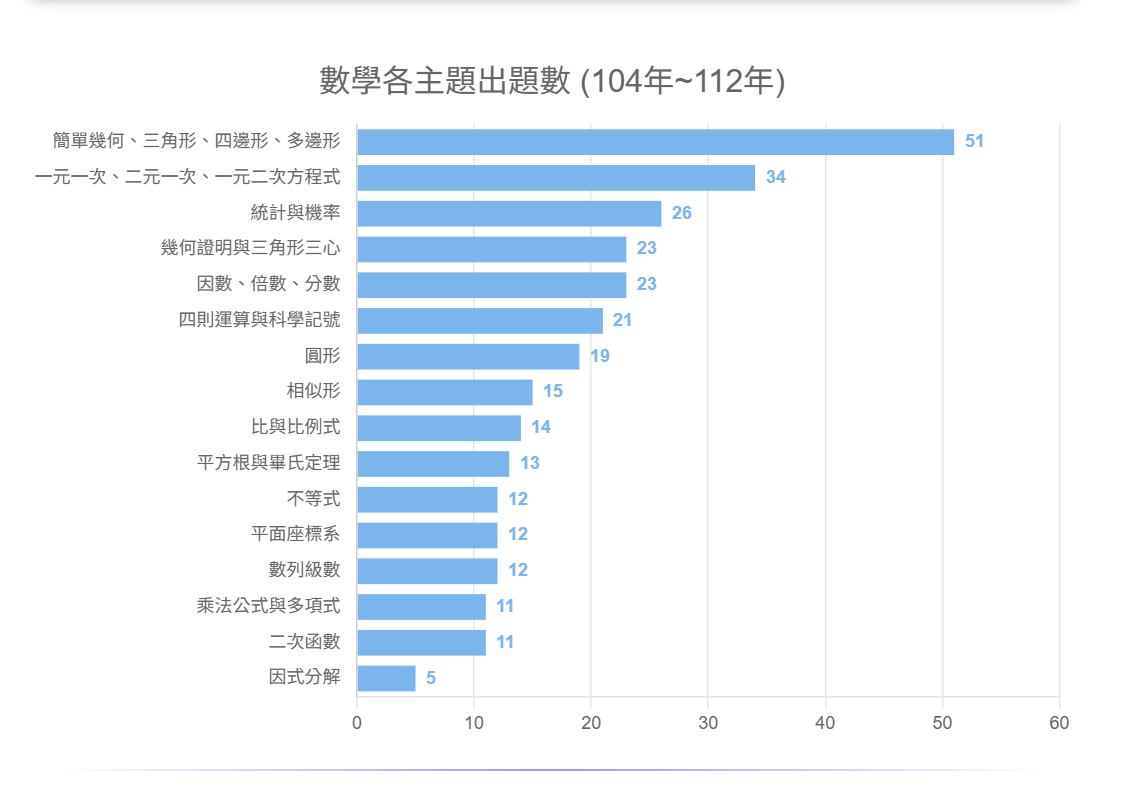 數學各主題出題數 (104年~112年)
簡單幾何、三角形、四邊形、多邊形 51
一元一次、二元一次、一元二次方程式 34
統計與機率 26
幾何證明與三角形三心 23
因數、倍數、分數 23
四則運算與科學記號 21
圓形 19
相似形 15
比與比例式 14
平方根與畢氏定理 13
不等式 12
平面座標系 12
數列級數 12
乘法公式與多項式 11
二次函數 11
因式分解 5
0 10 20 30 40 50 60